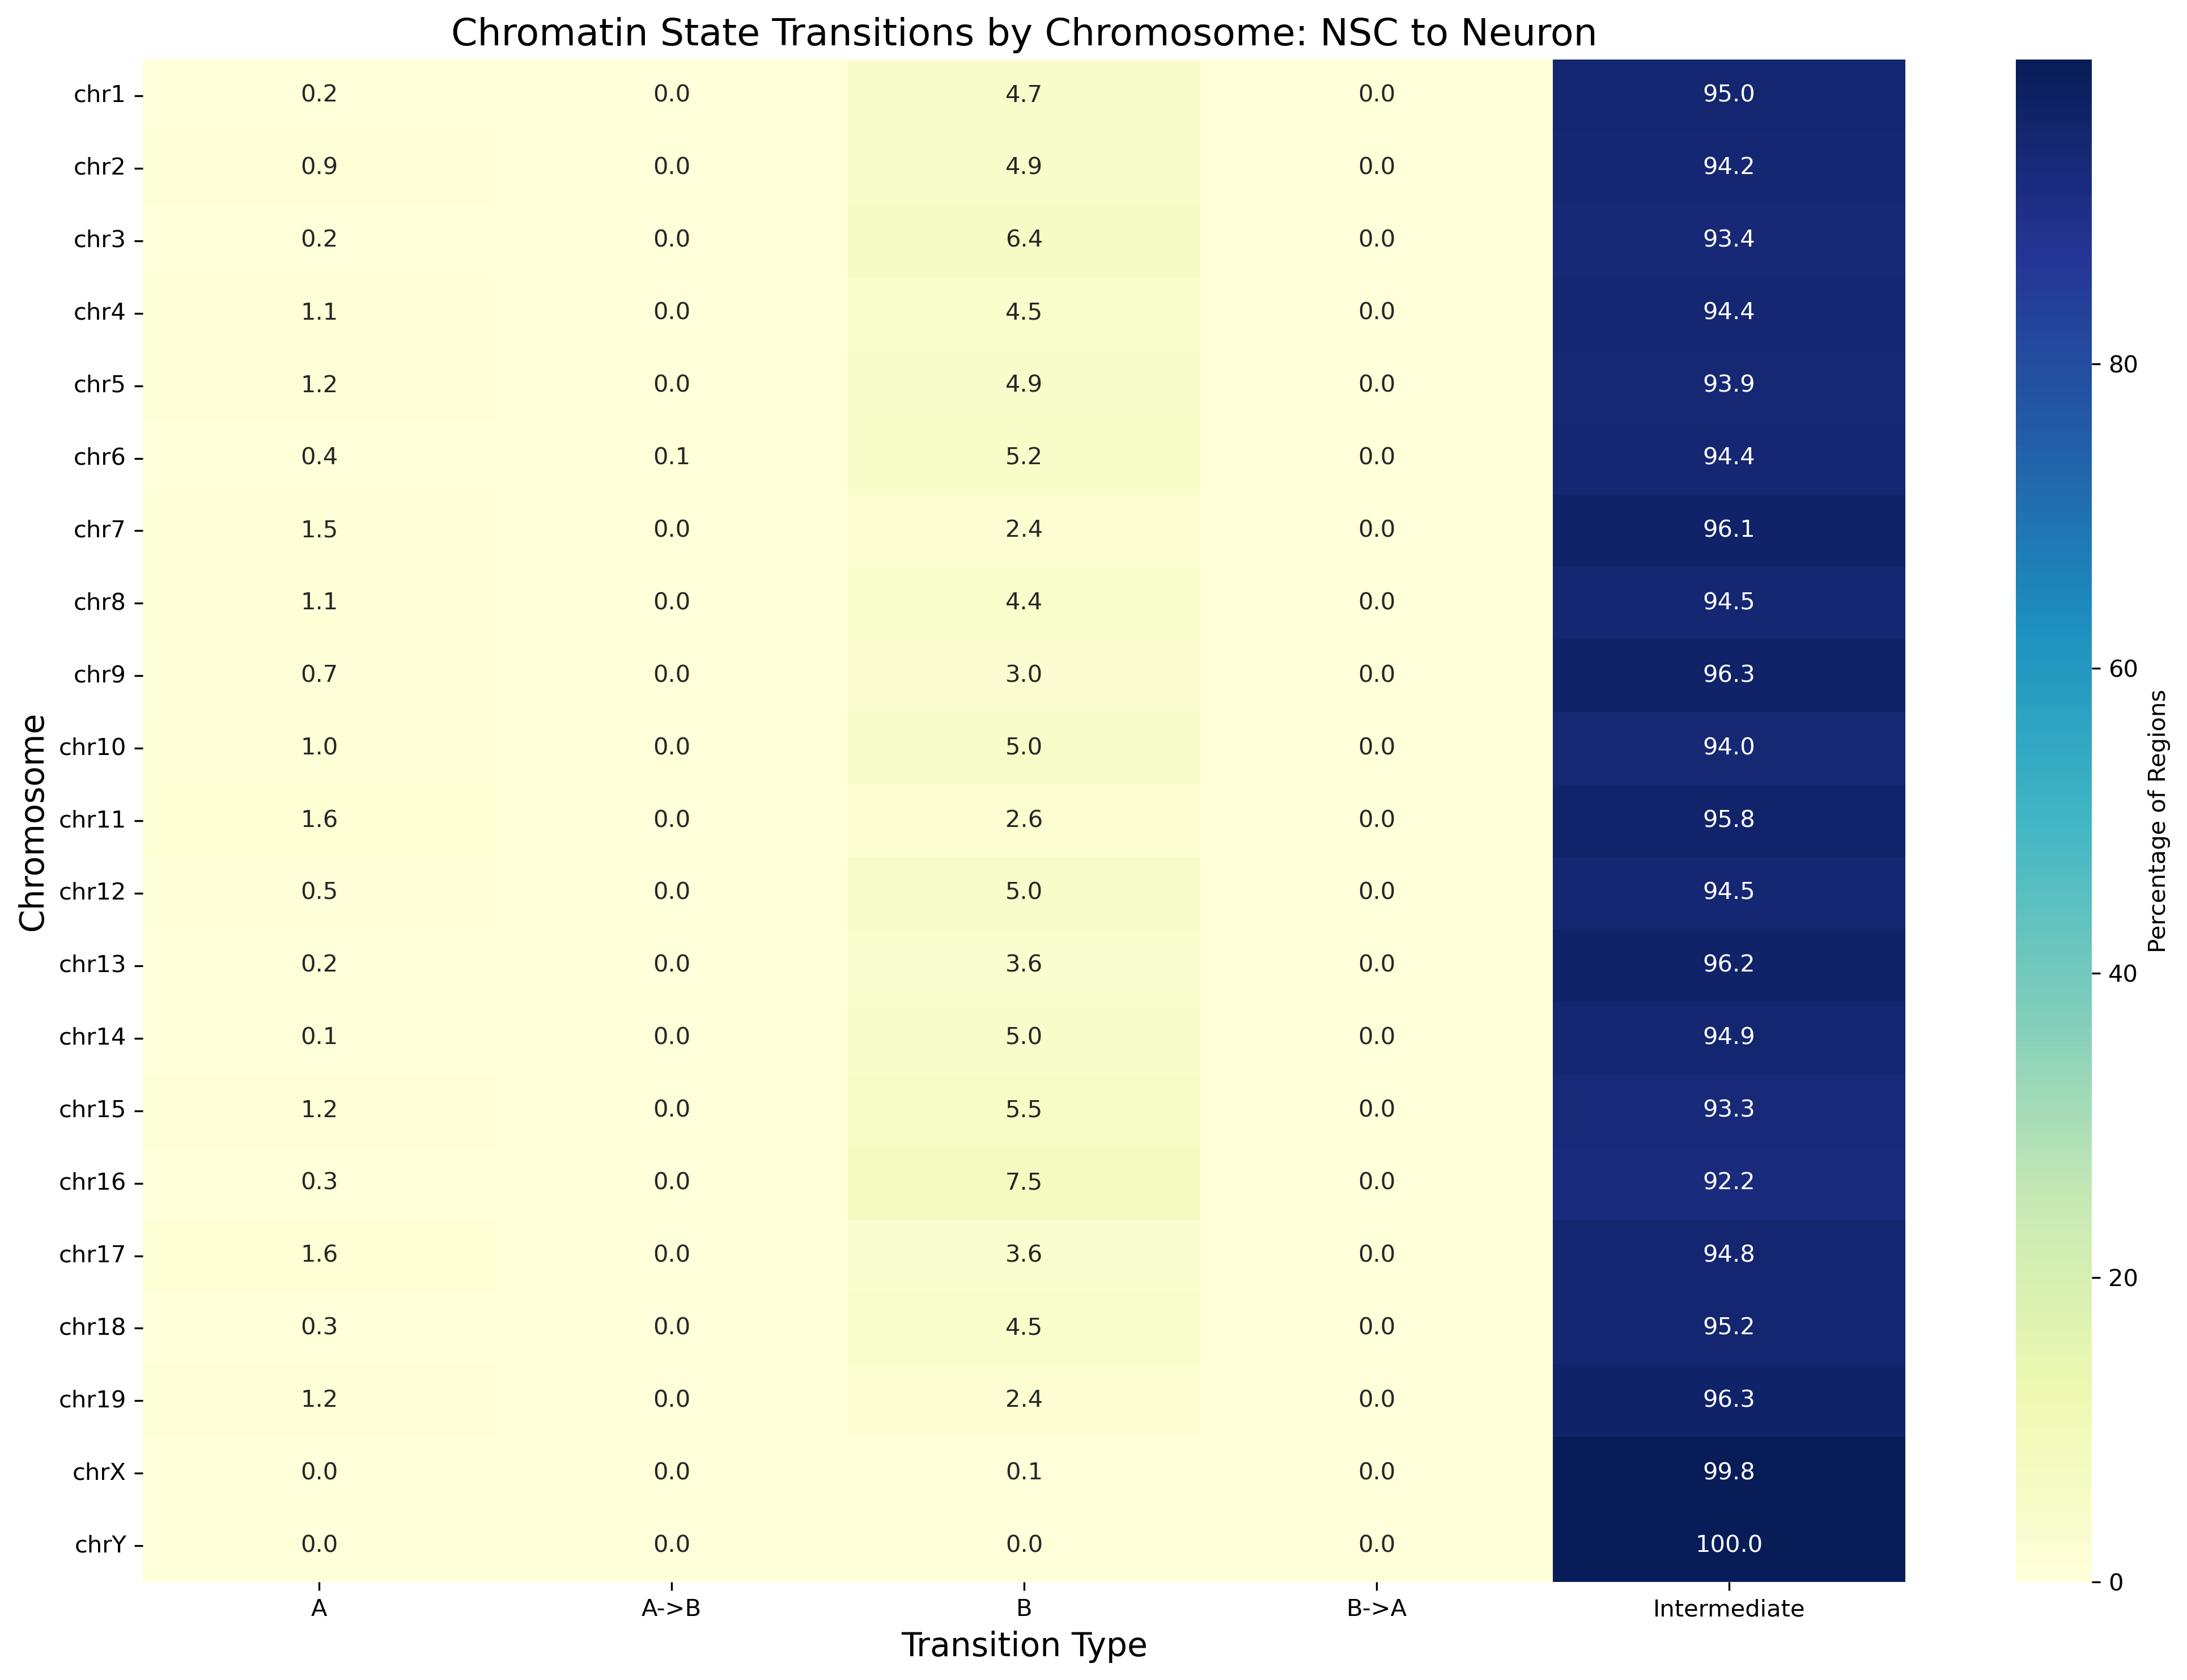 Chromatin State Transitions by Chromosome: NSC to Neuron
chr1 0.2 0.0 4.7 0.0 95.0
chr2 0.9 0.0 4.9 0.0 94.2
chr3 0.2 0.0 6.4 0.0 93.4
chr4 1.1 0.0 4.5 0.0 94.4
chr5 1.2 0.0 4.9 0.0 93.9
chr6 0.4 0.1 5.2 0.0 94.4
chr7 1.5 0.0 2.4 0.0 96.1
chr8 1.1 0.0 4.4 0.0 94.5
chr9 0.7 0.0 3.0 0.0 96.3
chr10 1.0 0.0 5.0 0.0 94.0
chr11 1.6 0.0 2.6 0.0 95.8
chr12 0.5 0.0 5.0 0.0 94.5
chr13 0.2 0.0 3.6 0.0 96.2
chr14 0.1 0.0 5.0 0.0 94.9
chr15 1.2 0.0 5.5 0.0 93.3
chr16 0.3 0.0 7.5 0.0 92.2
chr17 1.6 0.0 3.6 0.0 94.8
chr18 0.3 0.0 4.5 0.0 95.2
chr19 1.2 0.0 2.4 0.0 96.3
chrX 0.0 0.0 0.1 0.0 99.8
chrY 0.0 0.0 0.0 0.0 100.0
A A->B B B->A Intermediate
Transition Type
Chromosome
80
60
40
20
0
Percentage of Regions